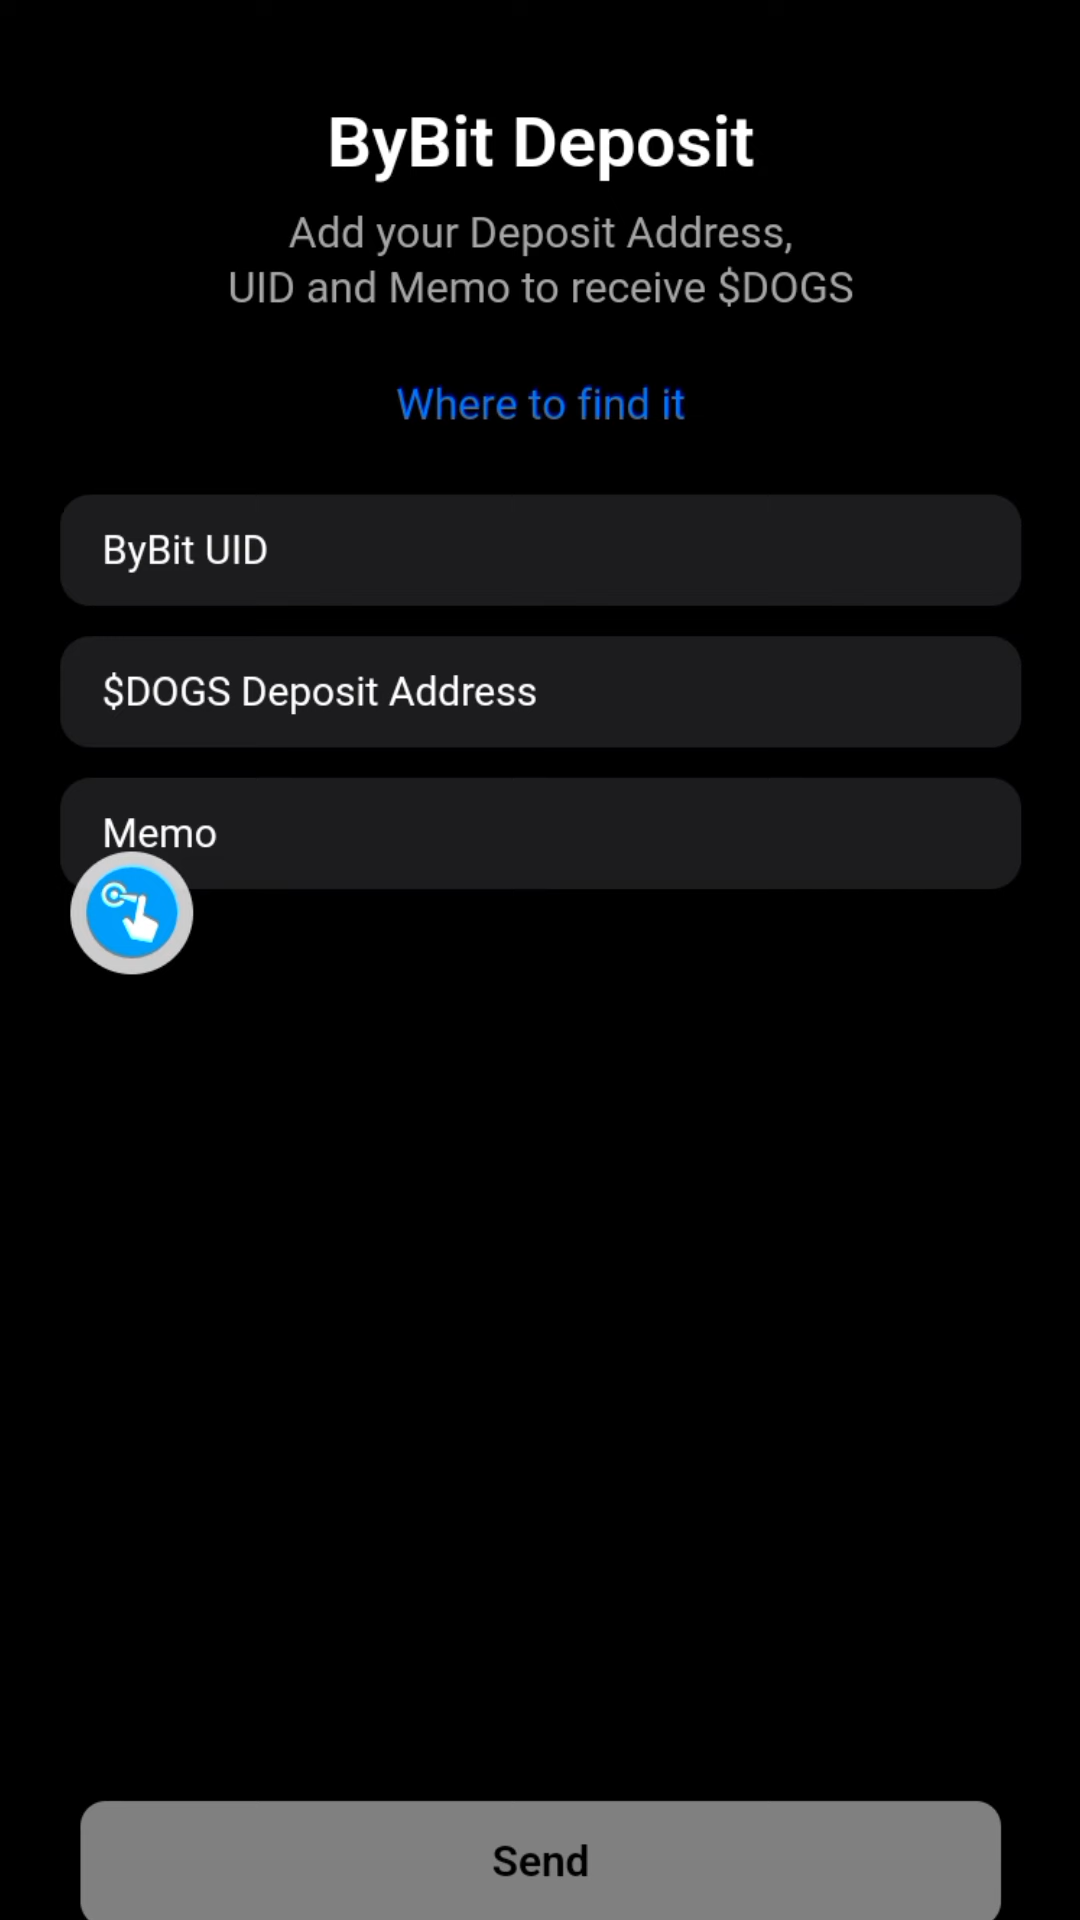 ByBit Deposit
Add your Deposit Address,
UID and Memo to receive $DOGS
Where to find it
ByBit UID
$DOGS Deposit Address
Memo
Send